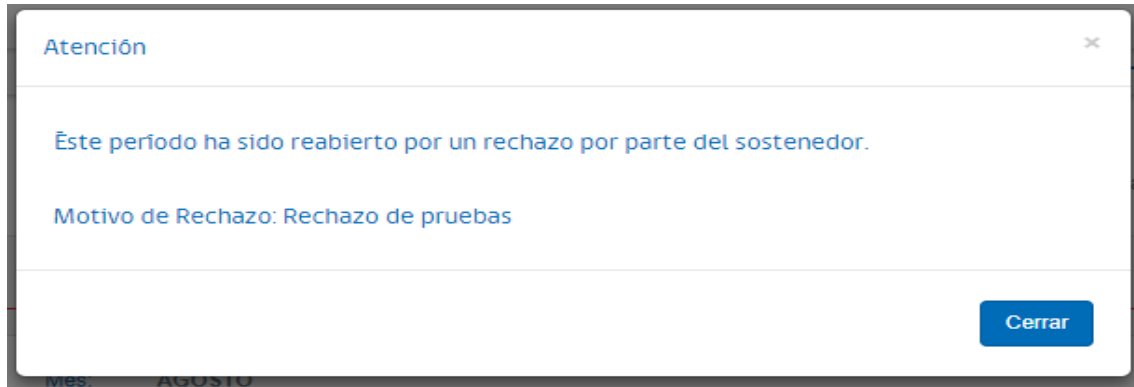 Atención
×
Éste período ha sido reabierto por un rechazo por parte del sostenedor.
Motivo de Rechazo: Rechazo de pruebas
Cerrar
Mes: AGOSTO